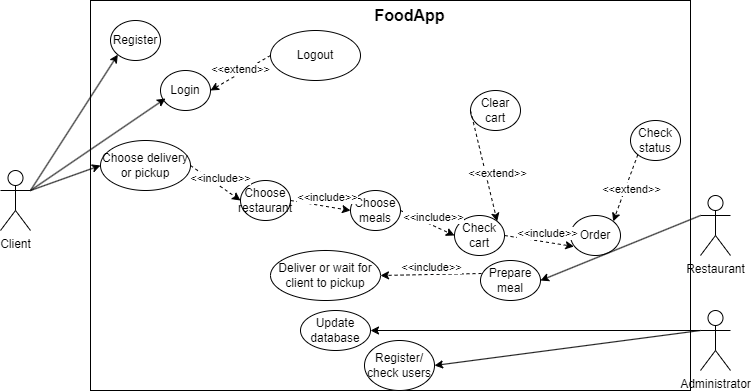 FoodApp
Register
Logout
<<extend>>
Login
Clear
cart
Check
status
Choose delivery
or pickup
<<include>>
<<extend>>
<<extend>>
Choose
restaurant
<<include>>
Choose
meals
<<include>>
Check
cart
<<include>>
Order
Client
Restaurant
Deliver or wait for
client to pickup
<<include>>
Prepare
meal
Update
database
Register/
check users
Administrator